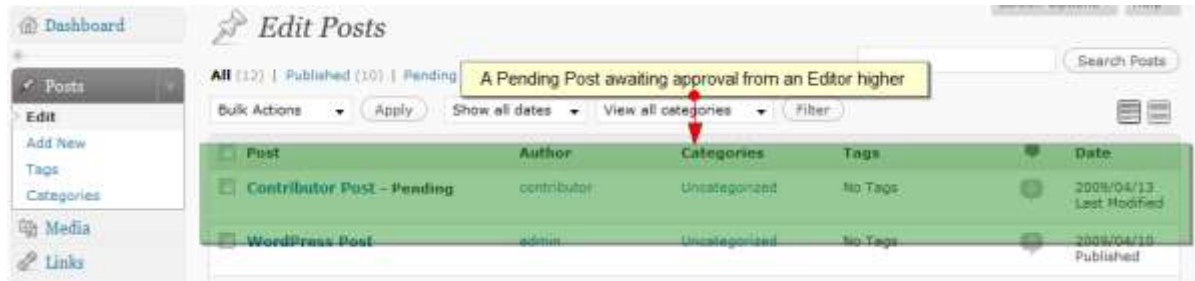 Dashboard
Edit Posts
Help
Posts
All (12) | Published (10) | Pending
A Pending Post awaiting approval from an Editor higher
Search Posts
Edit
Bulk Actions
Apply
Show all dates
View all categories
Filter
Add New
Tags
Categories
Post Author Categories Tags Date
Contributor Post - Pending contributor Uncategorized No Tags 2009/04/13
Last Modified
Media
WordPress Post admin Uncategorized No Tags 2009/04/10
Published
Links